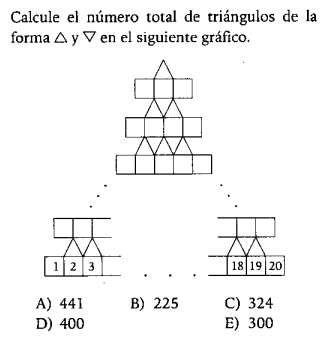 Calcule el número total de triángulos de la
forma △ y ▽ en el siguiente gráfico.
1 2 3 . . . 18 19 20
A) 441 B) 225 C) 324
D) 400 E) 300